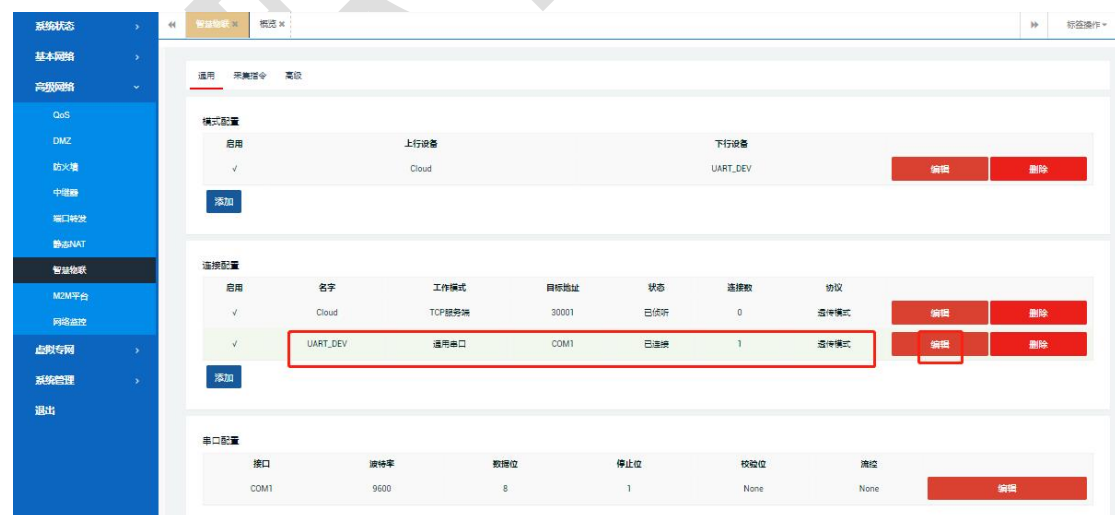 系统状态
基本网络
高级网络
QoS
DMZ
防火墙
中继器
端口转发
静态NAT
智慧物联
M2M平台
网络监控
虚拟专网
系统管理
退出
智慧物联 概览 标签操作
通用 采集指令 高级
模式配置
启用 上行设备 下行设备
√ Cloud UART_DEV 编辑 删除
添加
连接配置
启用 名字 工作模式 目标地址 状态 连接数 协议
√ Cloud TCP服务端 30001 已侦听 0 透传模式 编辑 删除
√ UART_DEV 通用串口 COM1 已连接 1 透传模式 编辑 删除
添加
串口配置
接口 波特率 数据位 停止位 校验位 流控
COM1 9600 8 1 None None 编辑